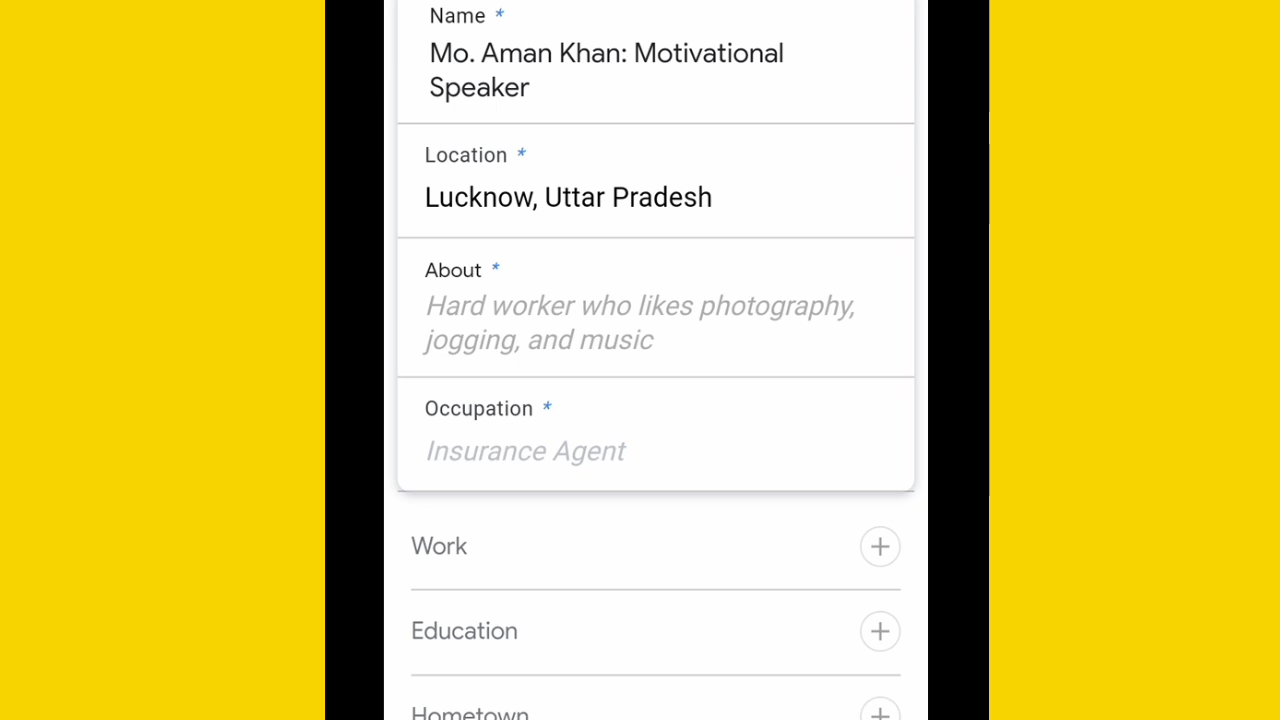 Name *
Mo. Aman Khan: Motivational
Speaker
Location *
Lucknow, Uttar Pradesh
About *
Hard worker who likes photography,
jogging, and music
Occupation *
Insurance Agent
Work
Education
Hometown